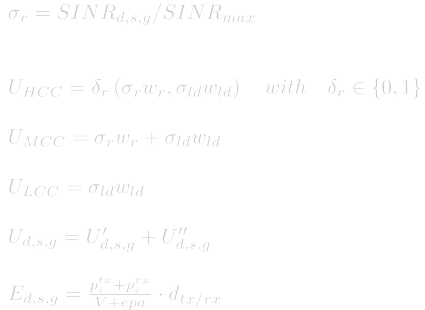 σ_r = SINR_{d,s,g}/SINR_{max}
U_{HCC} = δ_r (σ_r w_r, σ_{ld} w_{ld})   with   δ_r ∈ {0, 1}
U_{MCC} = σ_r w_r + σ_{ld} w_{ld}
U_{LCC} = σ_{ld} w_{ld}
U_{d,s,g} = U'_{d,s,g} + U''_{d,s,g}
E_{d,s,g} = \frac{p_i^{tx} + p_i^{rx}}{V + epa} · d_{tx/rx}